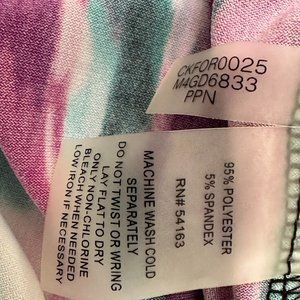 CKFOR0025
M4GD6833
PPN
95% POLYESTER
5% SPANDEX
RN# 54163
MACHINE WASH COLD
SEPARATELY
DO NOT TWIST OR WRING
LAY FLAT TO DRY
ONLY NON-CHLORINE
BLEACH WHEN NEEDED
LOW IRON IF NECESSARY